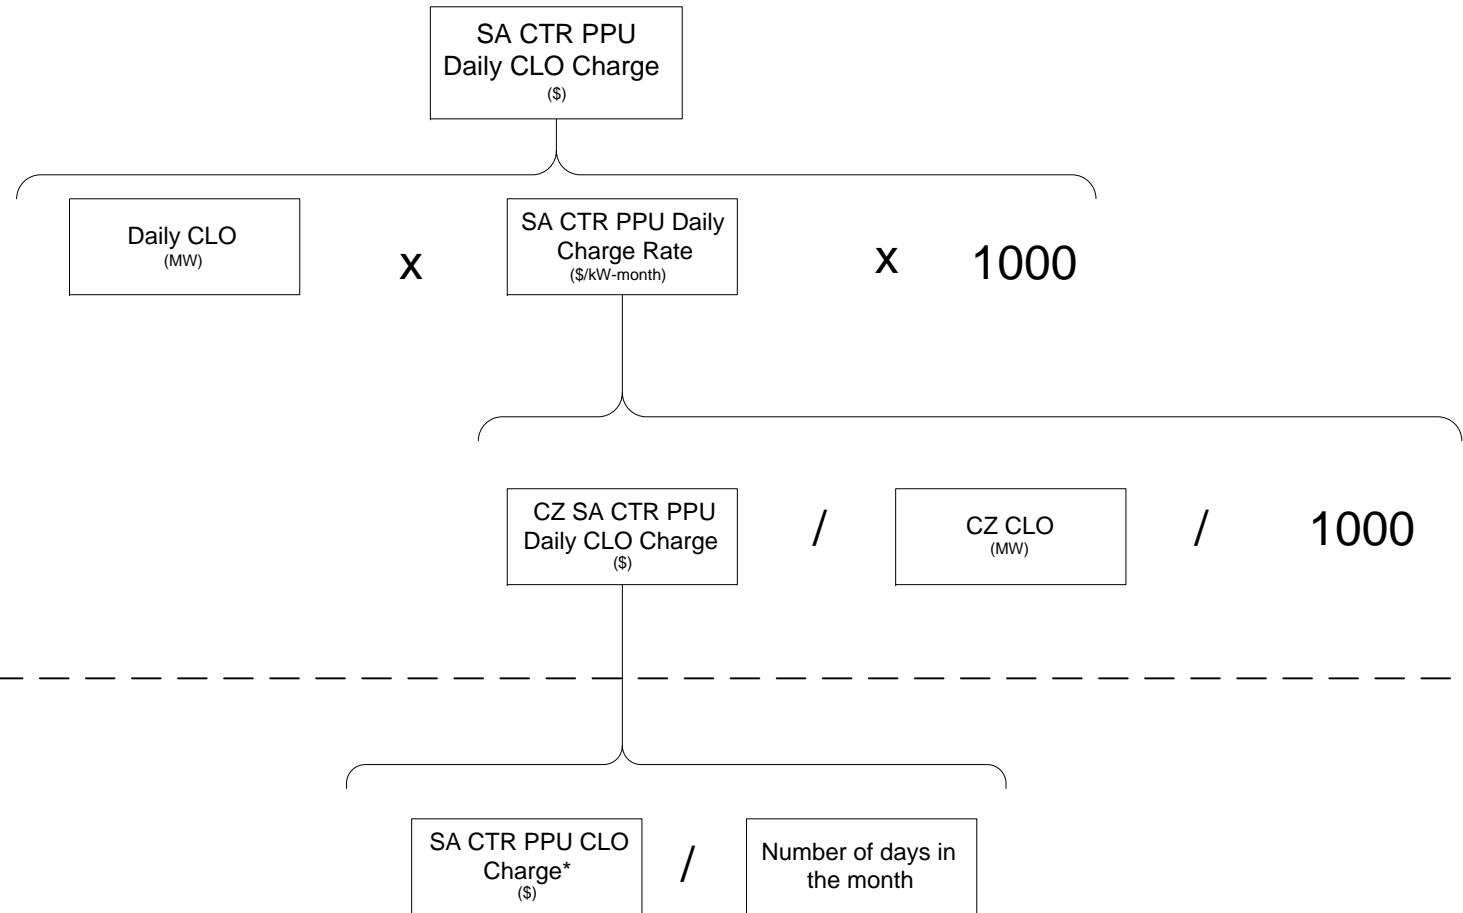 SA CTR PPU
Daily CLO Charge
($)
Daily CLO
(MW)
x
SA CTR PPU Daily
Charge Rate
($/kW-month)
x
1000
CZ SA CTR PPU
Daily CLO Charge
($)
/
CZ CLO
(MW)
/
1000
SA CTR PPU CLO
Charge*
($)
/
Number of days in
the month